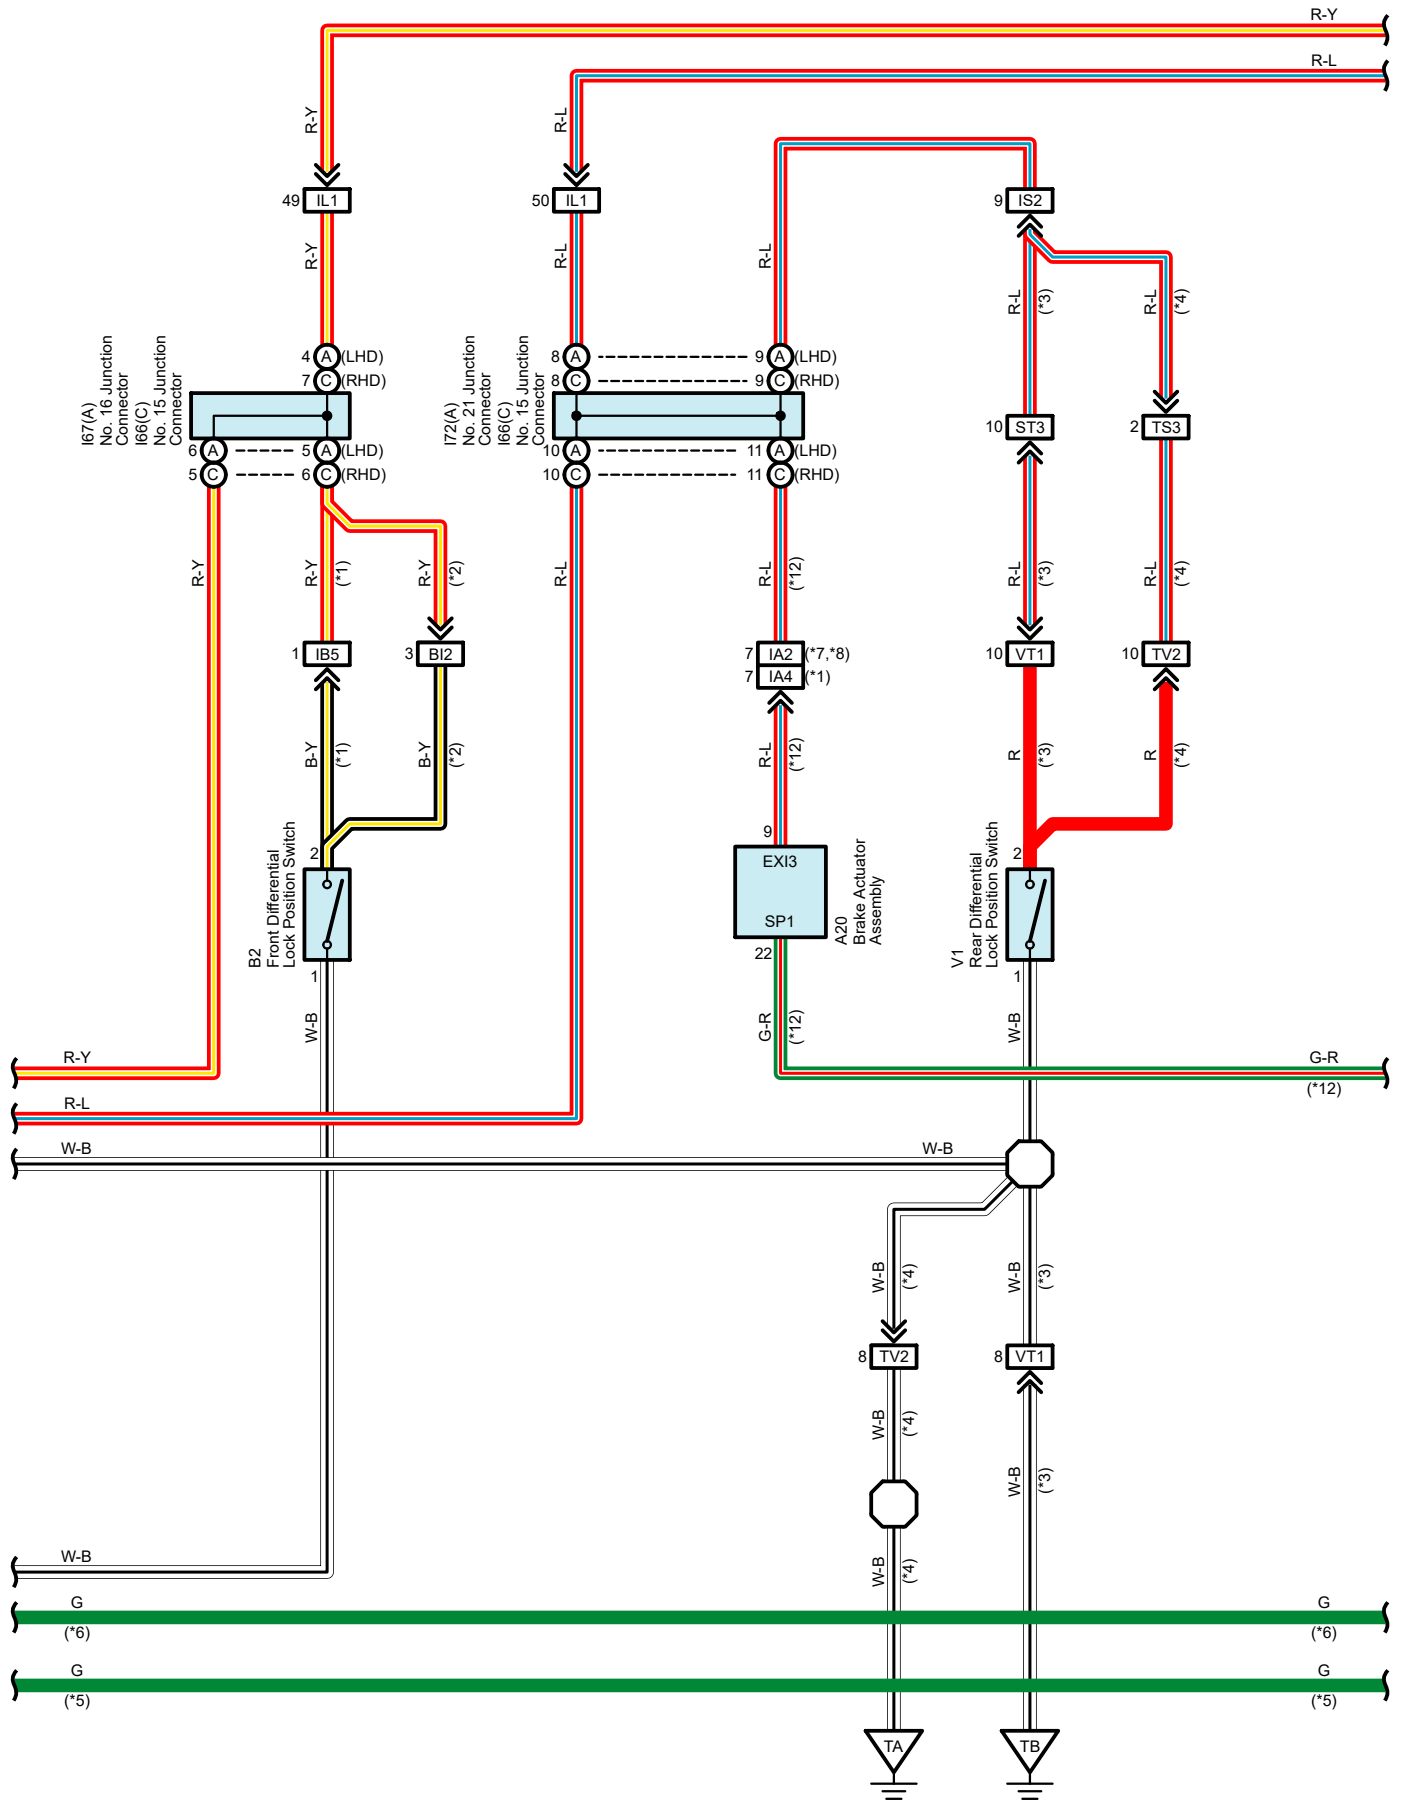 R-Y
R-L
R-Y
R-L
49 IL1
50 IL1
9 IS2
R-Y
R-L
R-L
R-L
(*3)
R-L
(*4)
I67(A)
No. 16 Junction
Connector
I66(C)
No. 15 Junction
Connector
4 A (LHD)
7 C (RHD)
6 A 5 A (LHD)
5 C 6 C (RHD)
I72(A)
No. 21 Junction
Connector
I66(C)
No. 15 Junction
Connector
8 A 9 A (LHD)
8 C 9 C (RHD)
10 A 11 A (LHD)
10 C 11 C (RHD)
10 ST3
2 TS3
R-Y
R-Y
(*1)
R-Y
(*2)
R-L
R-L
(*12)
R-L
(*3)
R-L
(*4)
1 IB5
3 BI2
7 IA2 (*7,*8)
7 IA4 (*1)
10 VT1
10 TV2
B-Y
(*1)
B-Y
(*2)
R-L
(*12)
R
(*3)
R
(*4)
2
B2
Front Differential
Lock Position Switch
1
9
EXI3
SP1
22
A20
Brake Actuator
Assembly
2
V1
Rear Differential
Lock Position Switch
1
W-B
G-R
(*12)
W-B
R-Y
G-R
(*12)
R-L
W-B
W-B
W-B
(*4)
W-B
(*3)
8 TV2
8 VT1
W-B
(*4)
W-B
(*3)
W-B
W-B
(*4)
G
(*6)
G
(*6)
G
(*5)
G
(*5)
TA
TB